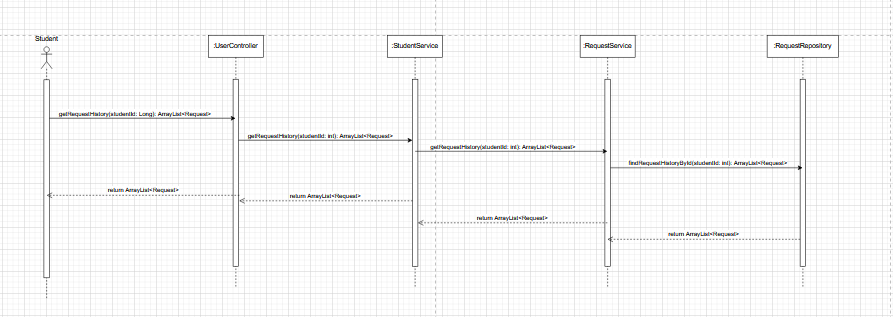 Student
:UserController
:StudentService
:RequestService
:RequestRepository
getRequestHistory(studentId: Long): ArrayList<Request>
getRequestHistory(studentId: int): ArrayList<Request>
getRequestHistory(studentId: int): ArrayList<Request>
findRequestHistoryById(studentId: int): ArrayList<Request>
return ArrayList<Request>
return ArrayList<Request>
return ArrayList<Request>
return ArrayList<Request>